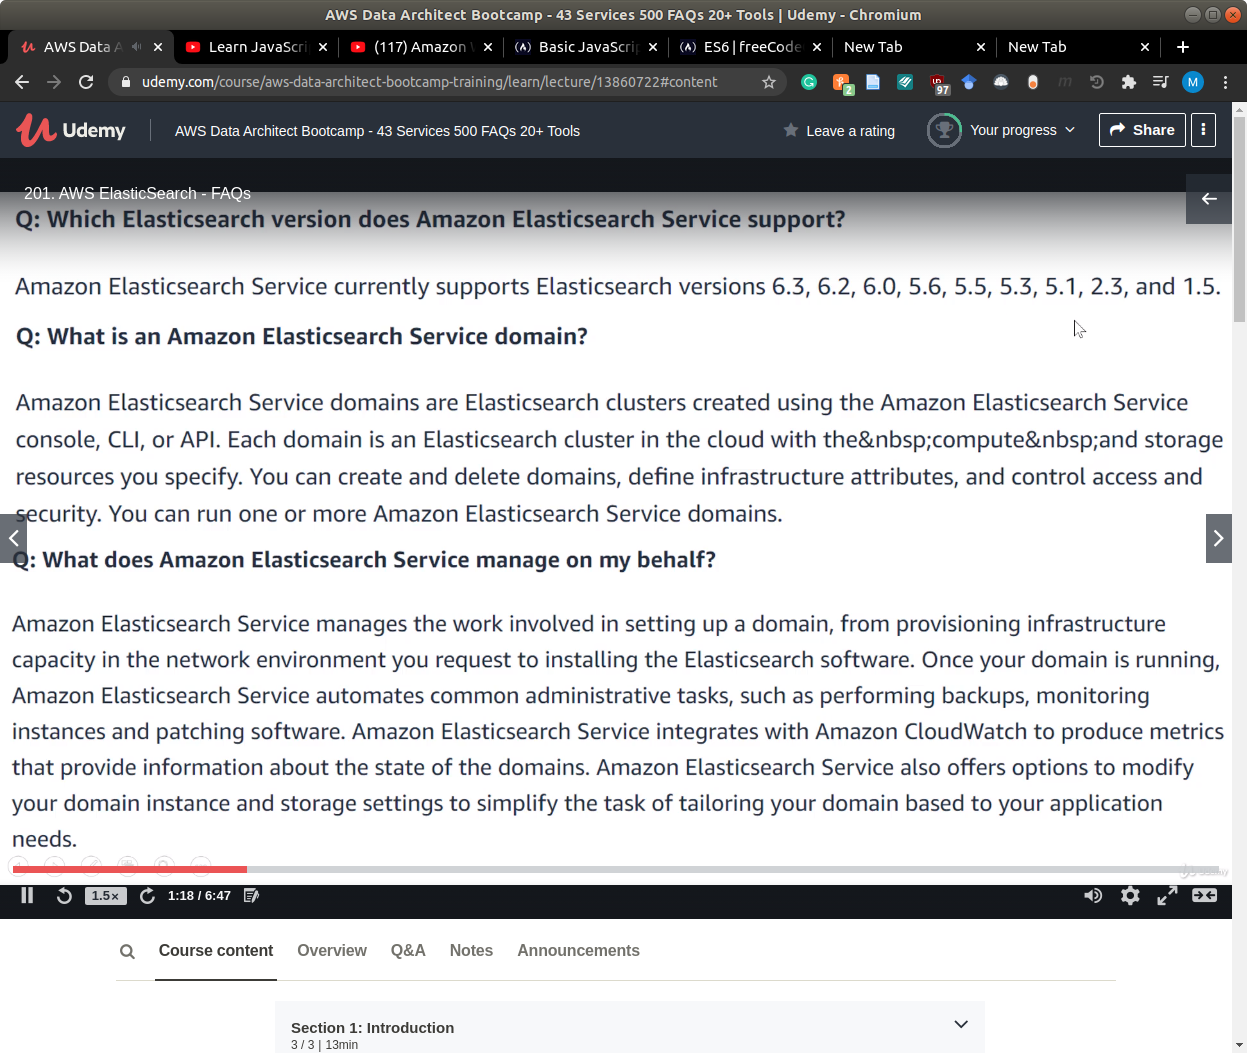 AWS Data Architect Bootcamp - 43 Services 500 FAQs 20+ Tools | Udemy - Chromium
AWS Data A
Learn JavaScri
(117) Amazon
Basic JavaScrip
ES6 | freeCode
New Tab
New Tab
udemy.com/course/aws-data-architect-bootcamp-training/learn/lecture/13860722#content
2
97
M
Udemy
AWS Data Architect Bootcamp - 43 Services 500 FAQs 20+ Tools
Leave a rating
Your progress
Share
201. AWS ElasticSearch - FAQs
Q: Which Elasticsearch version does Amazon Elasticsearch Service support?
Amazon Elasticsearch Service currently supports Elasticsearch versions 6.3, 6.2, 6.0, 5.6, 5.5, 5.3, 5.1, 2.3, and 1.5.
Q: What is an Amazon Elasticsearch Service domain?
Amazon Elasticsearch Service domains are Elasticsearch clusters created using the Amazon Elasticsearch Service
console, CLI, or API. Each domain is an Elasticsearch cluster in the cloud with the&nbsp;compute&nbsp;and storage
resources you specify. You can create and delete domains, define infrastructure attributes, and control access and
security. You can run one or more Amazon Elasticsearch Service domains.
Q: What does Amazon Elasticsearch Service manage on my behalf?
Amazon Elasticsearch Service manages the work involved in setting up a domain, from provisioning infrastructure
capacity in the network environment you request to installing the Elasticsearch software. Once your domain is running,
Amazon Elasticsearch Service automates common administrative tasks, such as performing backups, monitoring
instances and patching software. Amazon Elasticsearch Service integrates with Amazon CloudWatch to produce metrics
that provide information about the state of the domains. Amazon Elasticsearch Service also offers options to modify
your domain instance and storage settings to simplify the task of tailoring your domain based to your application
needs.
1.5×
1:18 / 6:47
Course content
Overview
Q&A
Notes
Announcements
Section 1: Introduction
3 / 3 | 13min